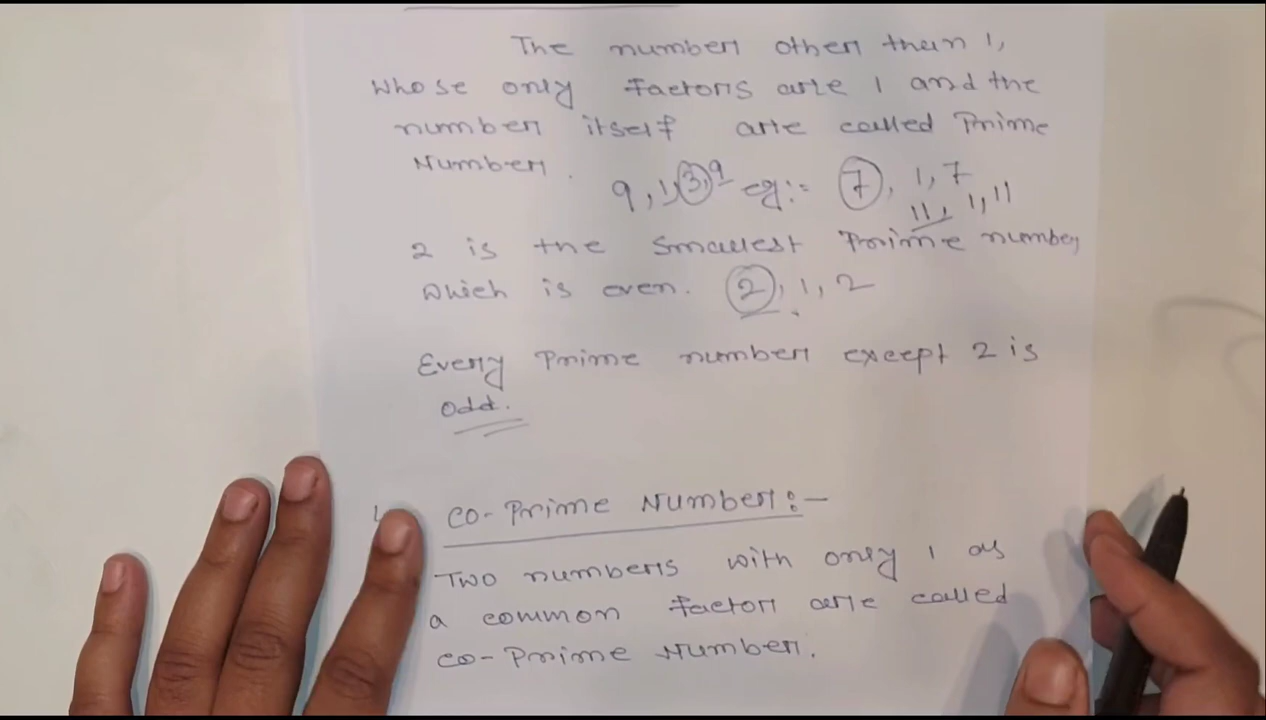 The number other than 1,
whose only factors are 1 and the
number itself are called Prime
Number.
9, 1, 3, 9 eg:- 7, 1, 7
11, 1, 11
2 is the smallest Prime number,
which is even. 2, 1, 2
Every Prime number except 2 is
odd.
Co-Prime Number:-
Two numbers with only 1 as
a common factor are called
co-Prime Number.